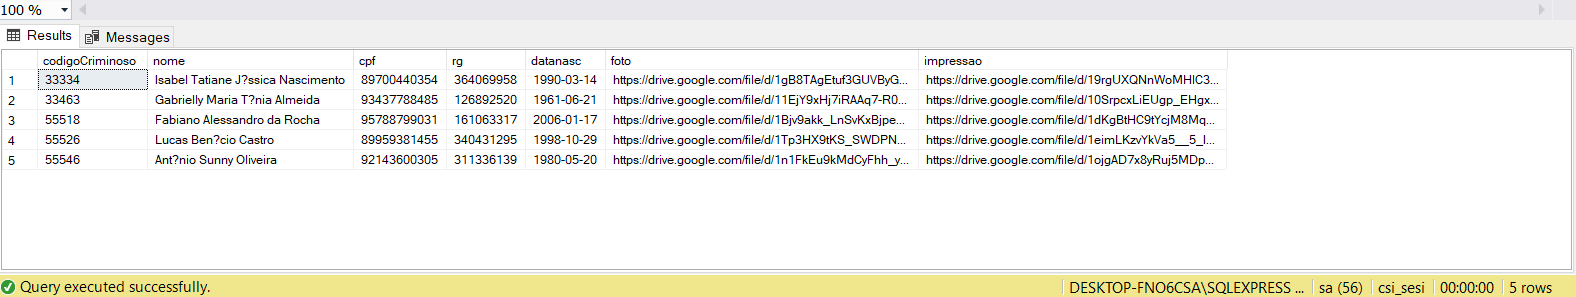 100 %
Results Messages
codigoCriminoso nome cpf rg datanasc foto impressao
1 33334 Isabel Tatiane J?ssica Nascimento 89700440354 364069958 1990-03-14 https://drive.google.com/file/d/1gB8TAgEtuf3GUVByG... https://drive.google.com/file/d/19rgUXQNnWoMHIC3...
2 33463 Gabrielly Maria T?nia Almeida 93437788485 126892520 1961-06-21 https://drive.google.com/file/d/11EjY9xHj7iRAAq7-R0... https://drive.google.com/file/d/10SrpcxLiEUgp_EHgx...
3 55518 Fabiano Alessandro da Rocha 95788799031 161063317 2006-01-17 https://drive.google.com/file/d/1Bjv9akk_LnSvKxBjpe... https://drive.google.com/file/d/1dKgBtHC9tYcjM8Mq...
4 55526 Lucas Ben?cio Castro 89959381455 340431295 1998-10-29 https://drive.google.com/file/d/1Tp3HX9tKS_SWDPN... https://drive.google.com/file/d/1eimLKzvYkVa5__5_I...
5 55546 Ant?nio Sunny Oliveira 92143600305 311336139 1980-05-20 https://drive.google.com/file/d/1n1FkEu9kMdCyFhh_y... https://drive.google.com/file/d/1ojgAD7x8yRuj5MDp...
Query executed successfully. DESKTOP-FNO6CSA\SQLEXPRESS ... sa (56) csi_sesi 00:00:00 5 rows